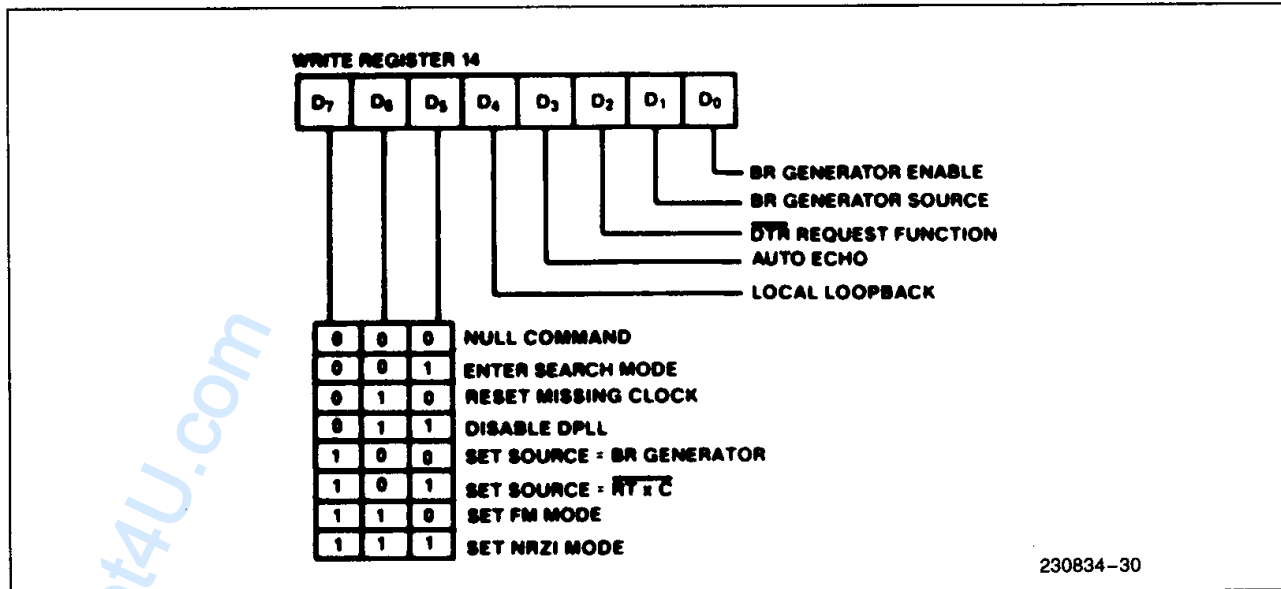 WRITE REGISTER 14
D7 D6 D5 D4 D3 D2 D1 D0
BR GENERATOR ENABLE
BR GENERATOR SOURCE
DTR REQUEST FUNCTION
AUTO ECHO
LOCAL LOOPBACK
0 0 0 NULL COMMAND
0 0 1 ENTER SEARCH MODE
0 1 0 RESET MISSING CLOCK
0 1 1 DISABLE DPLL
1 0 0 SET SOURCE = BR GENERATOR
1 0 1 SET SOURCE = RT x C
1 1 0 SET FM MODE
1 1 1 SET NRZI MODE
230834-30
et4U.com